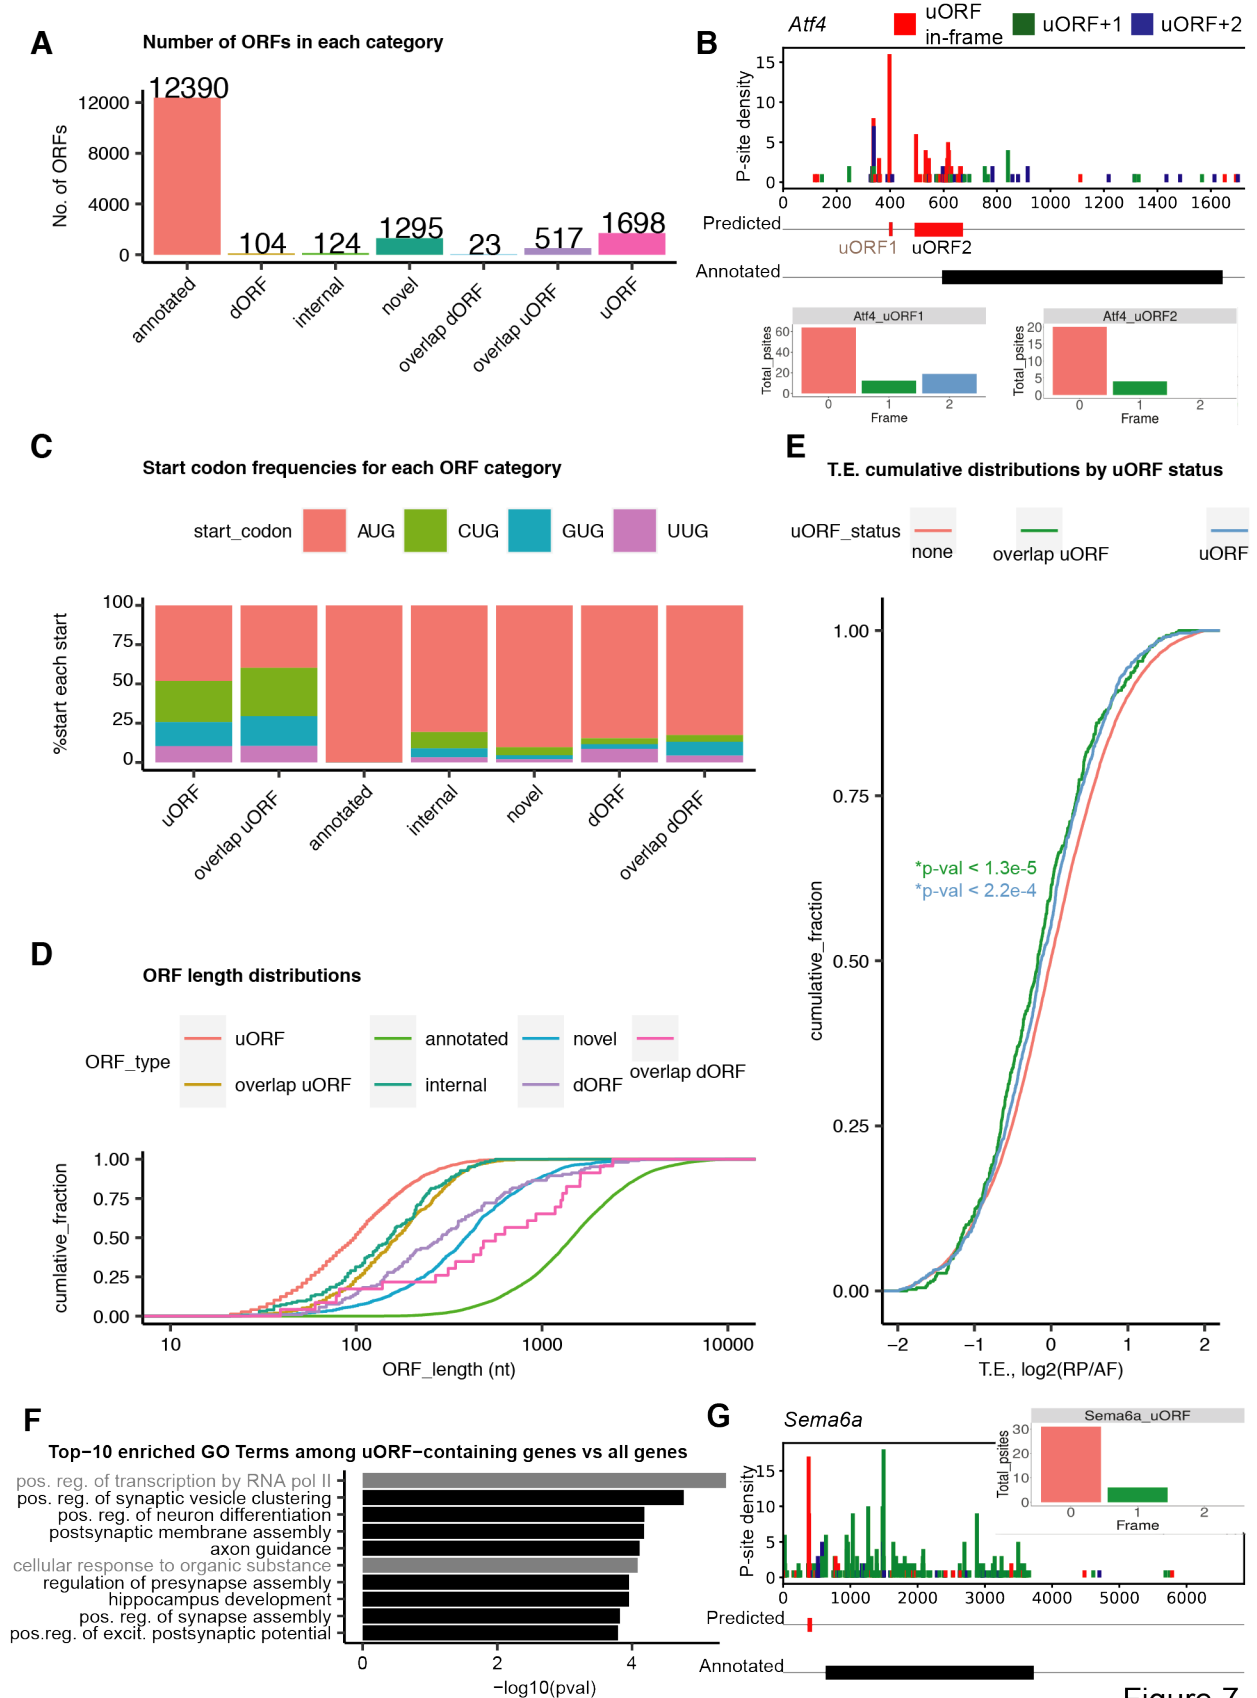 A
Number of ORFs in each category
No. of ORFs
12000
8000
4000
0
12390
104
124
1295
23
517
1698
annotated
dORF
internal
novel
overlap dORF
overlap uORF
uORF
B
Atf4
uORF
in-frame
uORF+1
uORF+2
P-site density
15
10
5
0
0 200 400 600 800 1000 1200 1400 1600
Predicted
uORF1 uORF2
Annotated
Atf4_uORF1
Total_psites
60
40
20
0
0 1 2
Frame
Atf4_uORF2
Total_psites
20
15
10
5
0
0 1 2
Frame
C
Start codon frequencies for each ORF category
start_codon AUG CUG GUG UUG
%start each start
100
75
50
25
0
uORF
overlap uORF
annotated
internal
novel
dORF
overlap dORF
E
T.E. cumulative distributions by uORF status
uORF_status
none
overlap uORF
uORF
cumulative_fraction
1.00
0.75
0.50
0.25
0.00
*p-val < 1.3e-5
*p-val < 2.2e-4
−2 −1 0 1 2
T.E., log2(RP/AF)
D
ORF length distributions
ORF_type
uORF
overlap uORF
annotated
internal
novel
dORF
overlap dORF
cumulative_fraction
1.00
0.75
0.50
0.25
0.00
10 100 1000 10000
ORF_length (nt)
F
Top−10 enriched GO Terms among uORF−containing genes vs all genes
pos. reg. of transcription by RNA pol II
pos. reg. of synaptic vesicle clustering
pos. reg. of neuron differentiation
postsynaptic membrane assembly
axon guidance
cellular response to organic substance
regulation of presynapse assembly
hippocampus development
pos. reg. of synapse assembly
pos.reg. of excit. postsynaptic potential
0 2 4
−log10(pval)
G
Sema6a
P-site density
15
10
5
0
0 1000 2000 3000 4000 5000 6000
Sema6a_uORF
Total_psites
30
20
10
0
0 1 2
Frame
Predicted
Annotated
Figure 7